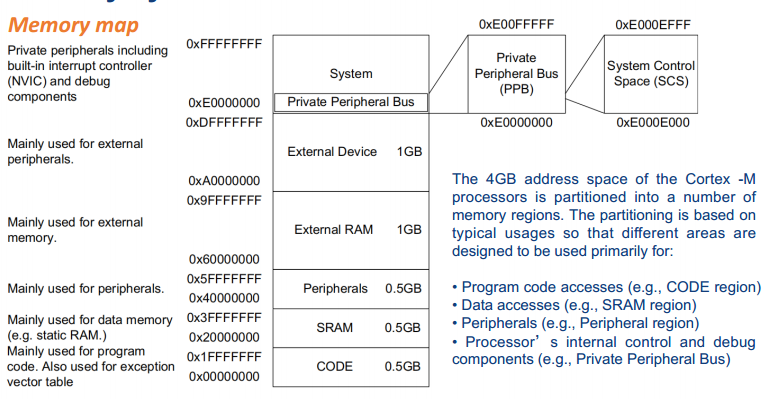 Memory map
Private peripherals including
built-in interrupt controller
(NVIC) and debug
components
Mainly used for external
peripherals.
Mainly used for external
memory.
Mainly used for peripherals.
Mainly used for data memory
(e.g. static RAM.)
Mainly used for program
code. Also used for exception
vector table
0xFFFFFFFF
0xE0000000
0xDFFFFFFF
0xA0000000
0x9FFFFFFF
0x60000000
0x5FFFFFFF
0x40000000
0x3FFFFFFF
0x20000000
0x1FFFFFFF
0x00000000
System
Private Peripheral Bus
External Device 1GB
External RAM 1GB
Peripherals 0.5GB
SRAM 0.5GB
CODE 0.5GB
0xE00FFFFF
Private
Peripheral Bus
(PPB)
0xE0000000
0xE000EFFF
System Control
Space (SCS)
0xE000E000
The 4GB address space of the Cortex -M
processors is partitioned into a number of
memory regions. The partitioning is based on
typical usages so that different areas are
designed to be used primarily for:
• Program code accesses (e.g., CODE region)
• Data accesses (e.g., SRAM region)
• Peripherals (e.g., Peripheral region)
• Processor’s internal control and debug
components (e.g., Private Peripheral Bus)